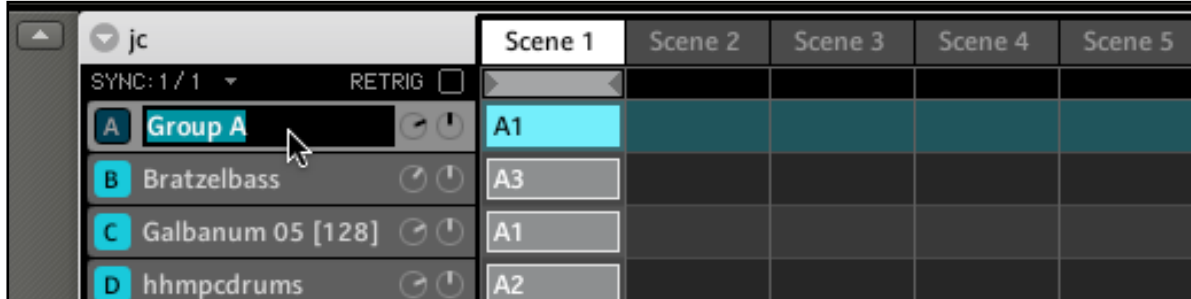 jc Scene 1 Scene 2 Scene 3 Scene 4 Scene 5
SYNC: 1 / 1 RETRIG
A Group A A1
B Bratzelbass A3
C Galbanum 05 [128] A1
D hhmpcdrums A2